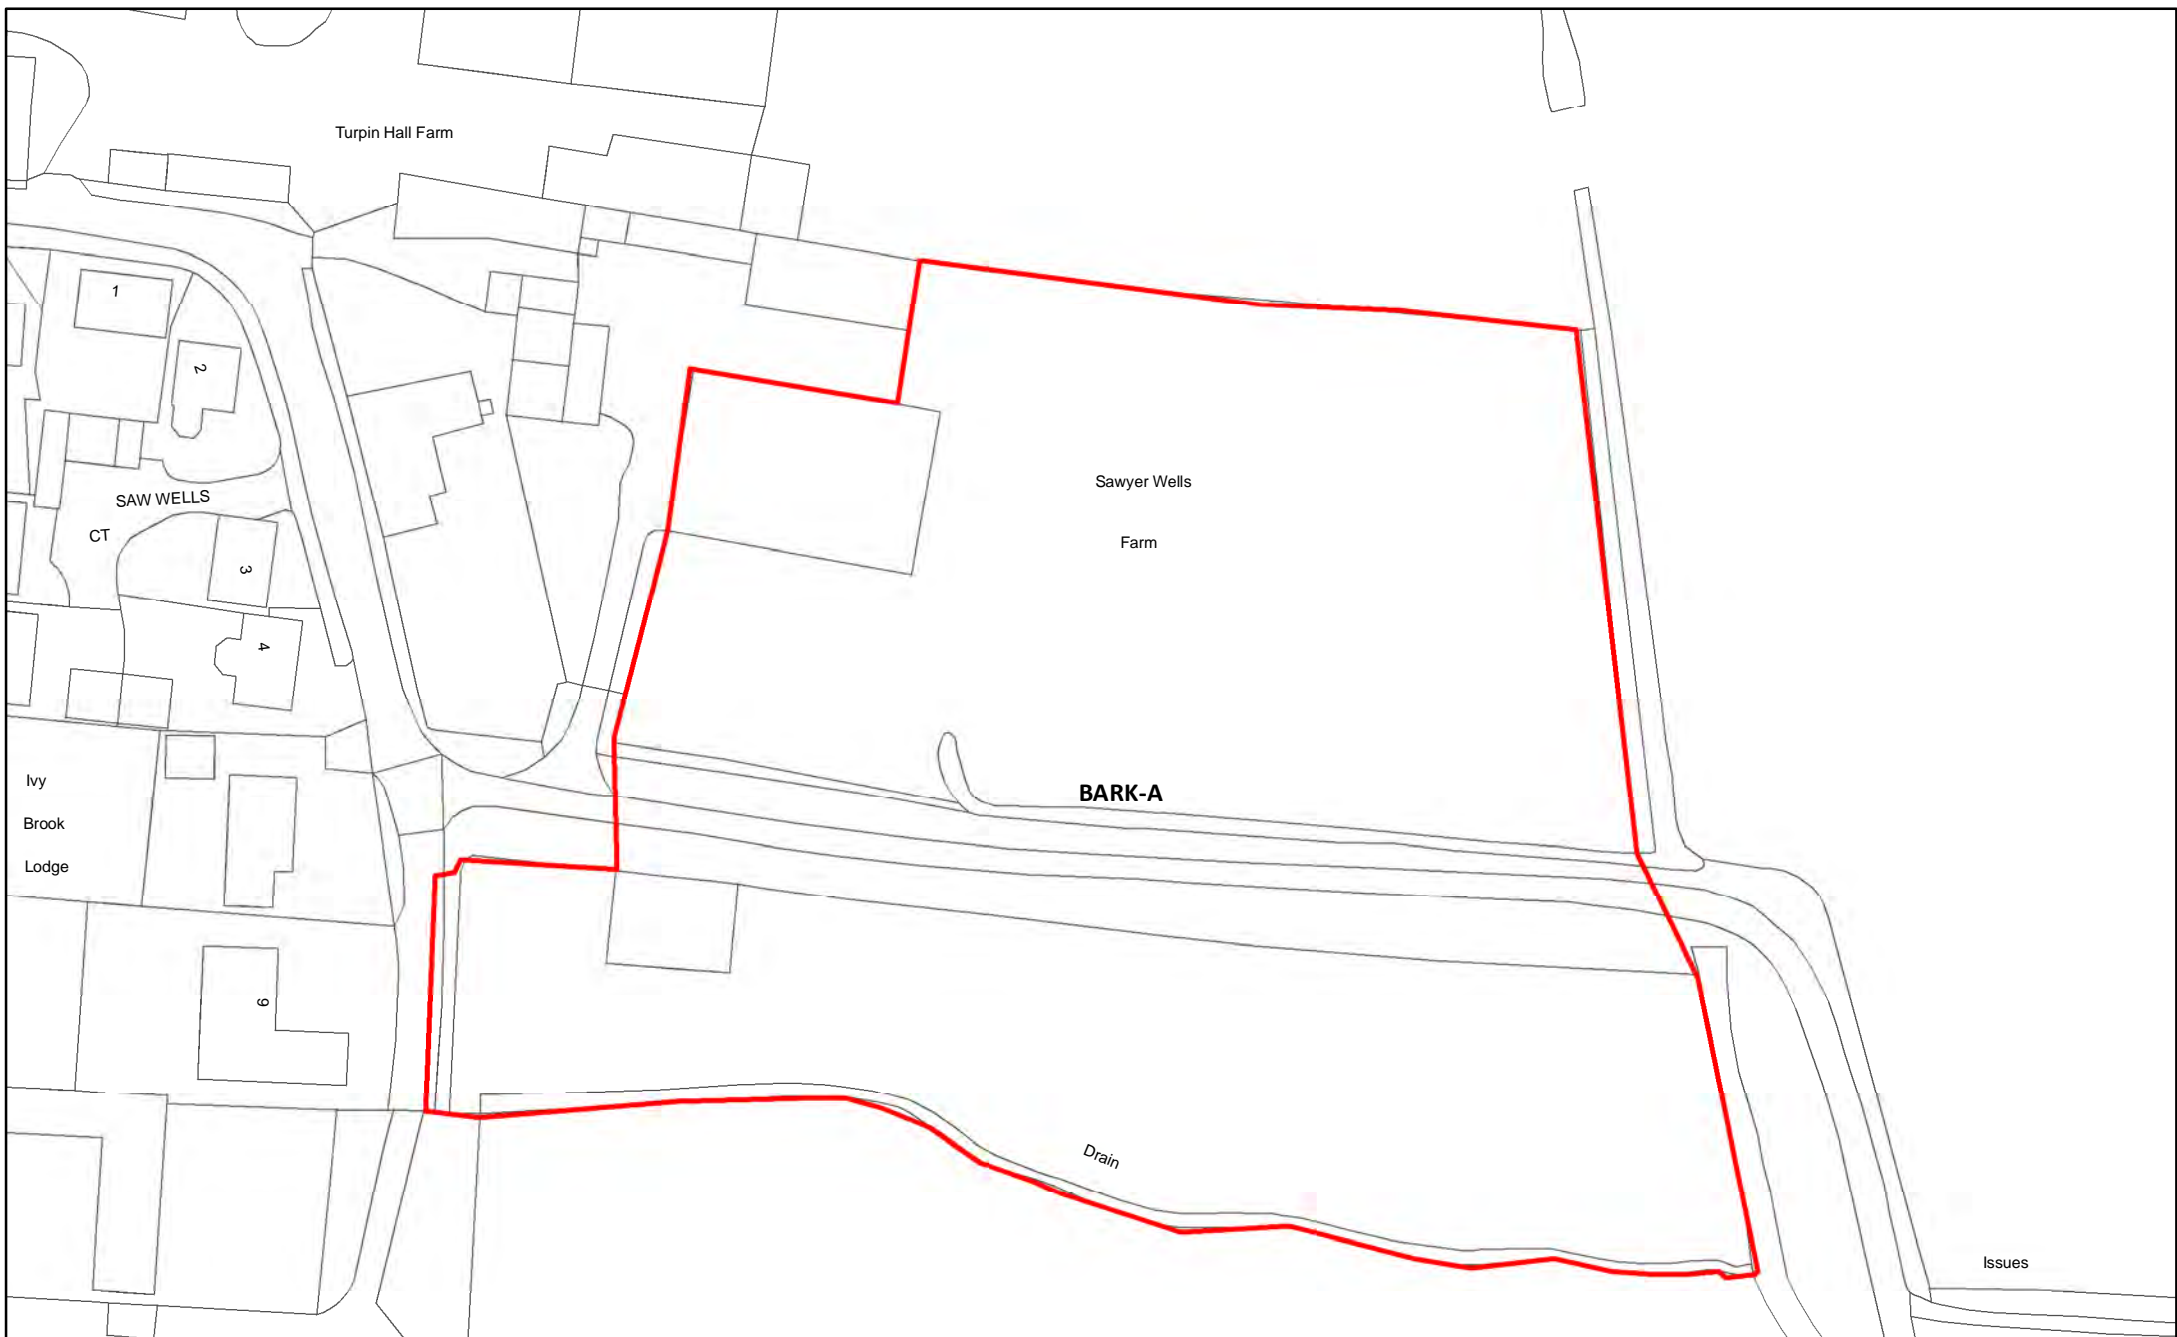 Turpin Hall Farm
1
2
Sawyer Wells
SAW WELLS
CT
Farm
3
4
Ivy
BARK-A
Brook
Lodge
9
Drain
Issues